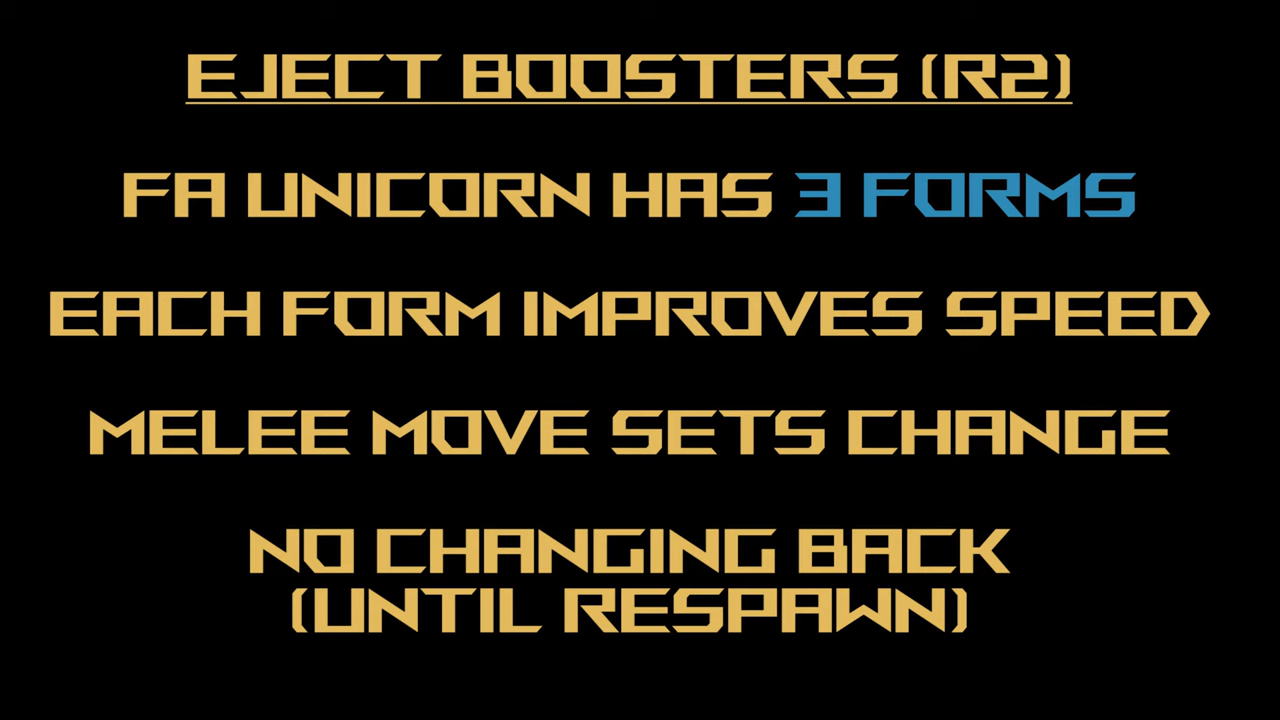 EJECT BOOSTERS (R2)
FA UNICORN HAS 3 FORMS
EACH FORM IMPROVES SPEED
MELEE MOVE SETS CHANGE
NO CHANGING BACK
(UNTIL RESPAWN)